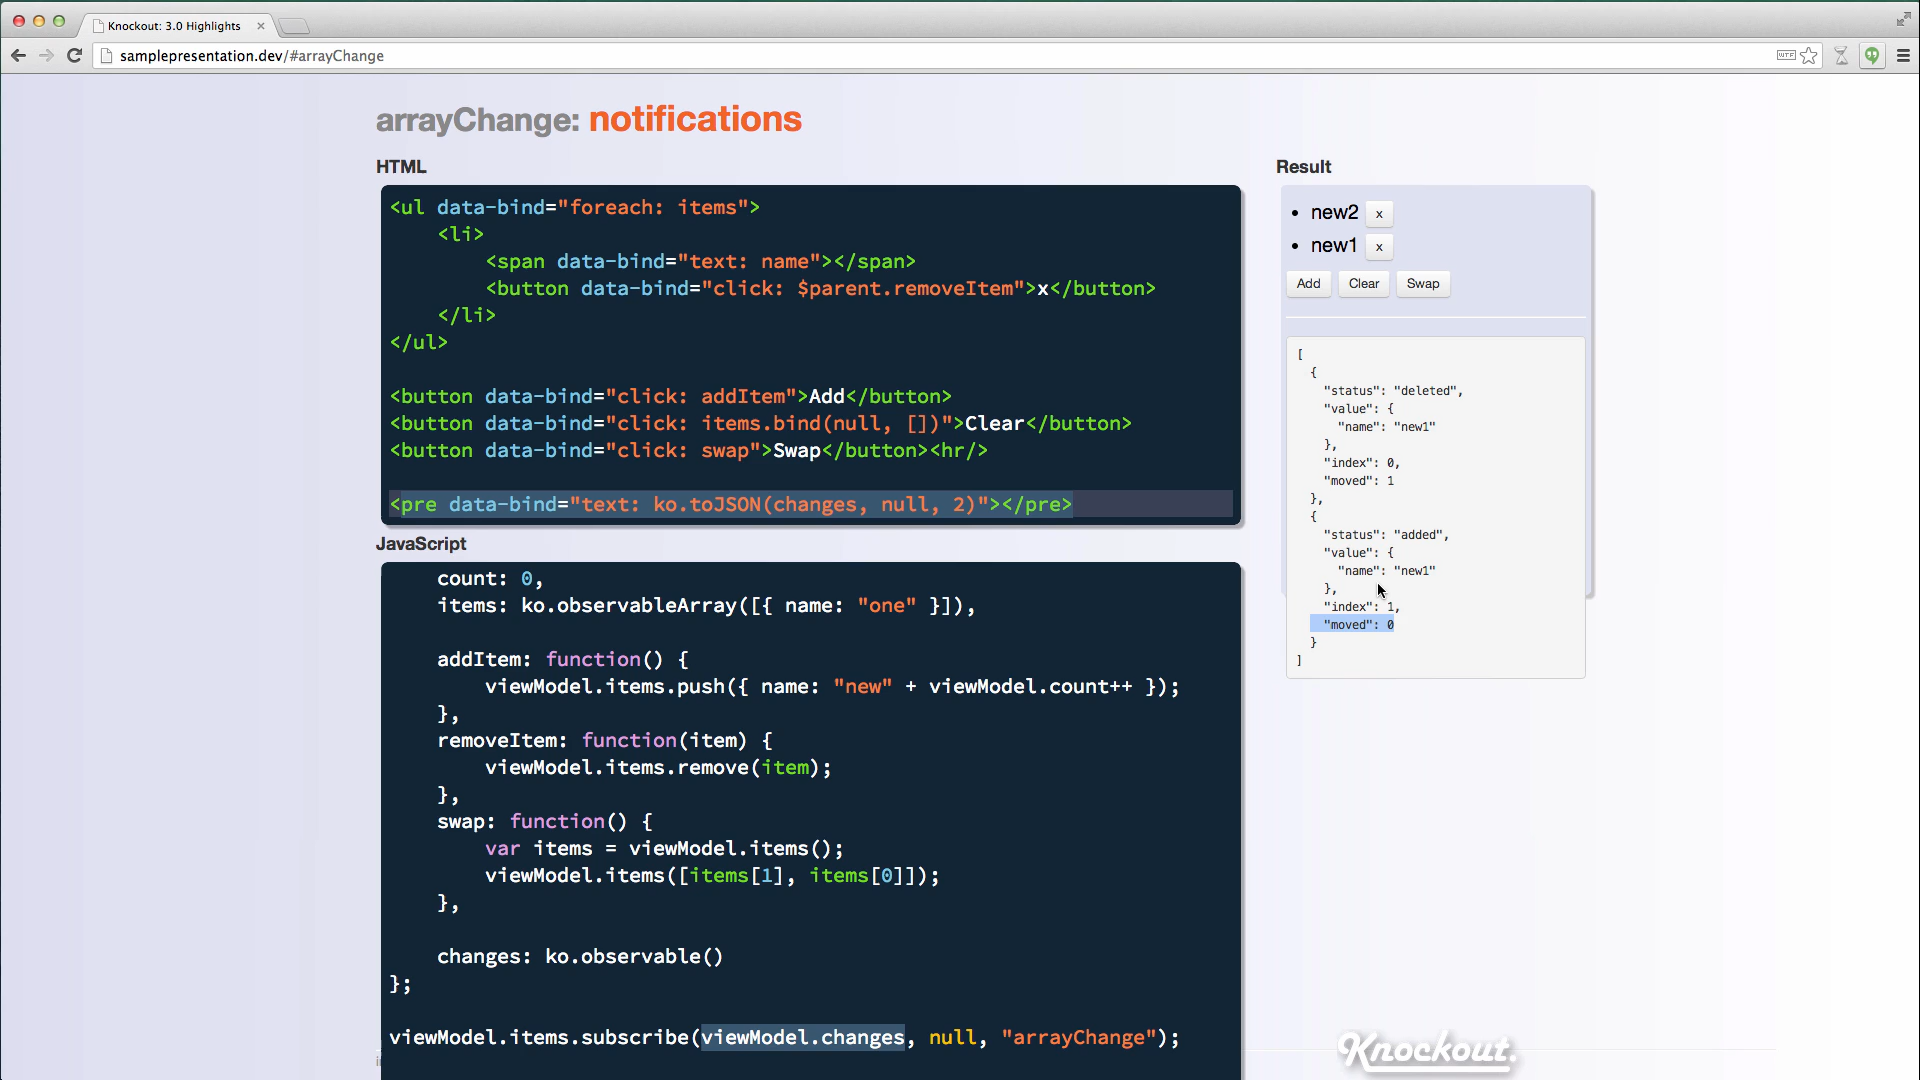 Knockout: 3.0 Highlights
samplepresentation.dev/#arrayChange
WTF
arrayChange: notifications
HTML
<ul data-bind="foreach: items">
    <li>
        <span data-bind="text: name"></span>
        <button data-bind="click: $parent.removeItem">x</button>
    </li>
</ul>
<button data-bind="click: addItem">Add</button>
<button data-bind="click: items.bind(null, [])">Clear</button>
<button data-bind="click: swap">Swap</button><hr/>
<pre data-bind="text: ko.toJSON(changes, null, 2)"></pre>
JavaScript
    count: 0,
    items: ko.observableArray([{ name: "one" }]),
    addItem: function() {
        viewModel.items.push({ name: "new" + viewModel.count++ });
    },
    removeItem: function(item) {
        viewModel.items.remove(item);
    },
    swap: function() {
        var items = viewModel.items();
        viewModel.items([items[1], items[0]]);
    },
    changes: ko.observable()
};
viewModel.items.subscribe(viewModel.changes, null, "arrayChange");
Result
• new2 x
• new1 x
Add Clear Swap
[
  {
    "status": "deleted",
    "value": {
      "name": "new1"
    },
    "index": 0,
    "moved": 1
  },
  {
    "status": "added",
    "value": {
      "name": "new1"
    },
    "index": 1,
    "moved": 0
  }
]
Knockout.